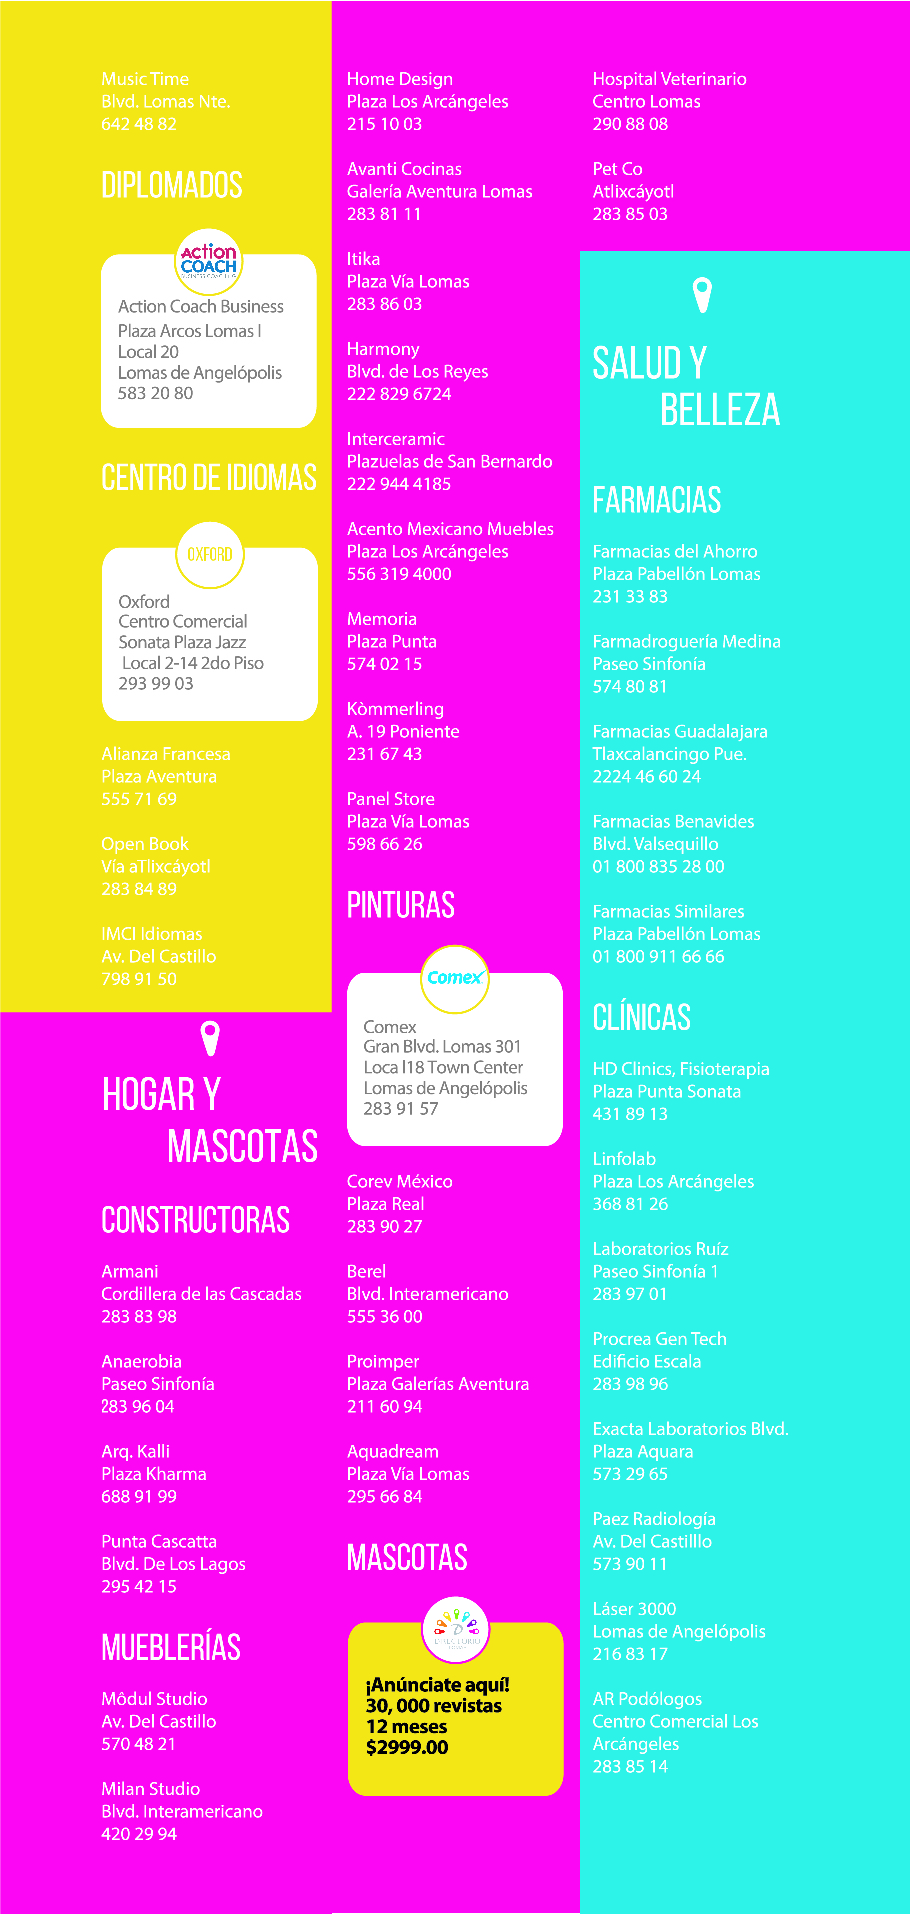 Music Time
Blvd. Lomas Nte.
642 48 82
DIPLOMADOS
ACtion
COACH
BUSINESS COACHING
Action Coach Business
Plaza Arcos Lomas I
Local 20
Lomas de Angelópolis
583 20 80
CENTRO DE IDIOMAS
OXFORD
Oxford
Centro Comercial
Sonata Plaza Jazz
Local 2-14 2do Piso
293 99 03
Alianza Francesa
Plaza Aventura
555 71 69
Open Book
Vía aTlixcáyotl
283 84 89
IMCI Idiomas
Av. Del Castillo
798 91 50
HOGAR Y
MASCOTAS
CONSTRUCTORAS
Armani
Cordillera de las Cascadas
283 83 98
Anaerobia
Paseo Sinfonía
283 96 04
Arq. Kalli
Plaza Kharma
688 91 99
Punta Cascatta
Blvd. De Los Lagos
295 42 15
MUEBLERÍAS
Môdul Studio
Av. Del Castillo
570 48 21
Milan Studio
Blvd. Interamericano
420 29 94
Home Design
Plaza Los Arcángeles
215 10 03
Avanti Cocinas
Galería Aventura Lomas
283 81 11
Itika
Plaza Vía Lomas
283 86 03
Harmony
Blvd. de Los Reyes
222 829 6724
Interceramic
Plazuelas de San Bernardo
222 944 4185
Acento Mexicano Muebles
Plaza Los Arcángeles
556 319 4000
Memoria
Plaza Punta
574 02 15
Kòmmerling
A. 19 Poniente
231 67 43
Panel Store
Plaza Vía Lomas
598 66 26
PINTURAS
Comex
Comex
Gran Blvd. Lomas 301
Loca l18 Town Center
Lomas de Angelópolis
283 91 57
Corev México
Plaza Real
283 90 27
Berel
Blvd. Interamericano
555 36 00
Proimper
Plaza Galerías Aventura
211 60 94
Aquadream
Plaza Vía Lomas
295 66 84
MASCOTAS
D
DIRECTORIO
¡Anúnciate aquí!
30, 000 revistas
12 meses
$2999.00
Hospital Veterinario
Centro Lomas
290 88 08
Pet Co
Atlixcáyotl
283 85 03
SALUD Y
BELLEZA
FARMACIAS
Farmacias del Ahorro
Plaza Pabellón Lomas
231 33 83
Farmadroguería Medina
Paseo Sinfonía
574 80 81
Farmacias Guadalajara
Tlaxcalancingo Pue.
2224 46 60 24
Farmacias Benavides
Blvd. Valsequillo
01 800 835 28 00
Farmacias Similares
Plaza Pabellón Lomas
01 800 911 66 66
CLÍNICAS
HD Clinics, Fisioterapia
Plaza Punta Sonata
431 89 13
Linfolab
Plaza Los Arcángeles
368 81 26
Laboratorios Ruíz
Paseo Sinfonía 1
283 97 01
Procrea Gen Tech
Edificio Escala
283 98 96
Exacta Laboratorios Blvd.
Plaza Aquara
573 29 65
Paez Radiología
Av. Del Castilllo
573 90 11
Láser 3000
Lomas de Angelópolis
216 83 17
AR Podólogos
Centro Comercial Los
Arcángeles
283 85 14